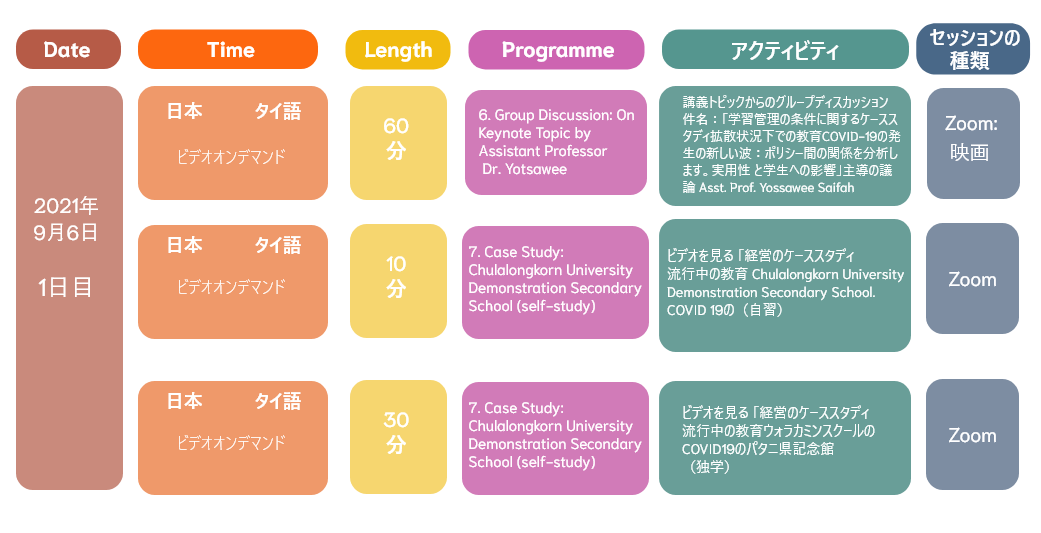 Date
Time
Length
Programme
アクティビティ
セッションの
種類
2021年
9月6日
1日目
日本 タイ語
ビデオオンデマンド
60
分
6. Group Discussion: On
Keynote Topic by
Assistant Professor
Dr. Yotsawee
講義トピックからのグループディスカッション
件名：「学習管理の条件に関するケースス
タディ拡散状況下での教育COVID-19の発
生の新しい波：ポリシー間の関係を分析し
ます。実用性 と学生への影響」主導の議
論 Asst. Prof. Yossawee Saifah
Zoom:
映画
日本 タイ語
ビデオオンデマンド
10
分
7. Case Study:
Chulalongkorn University
Demonstration Secondary
School (self-study)
ビデオを見る「経営のケーススタディ
流行中の教育 Chulalongkorn University
Demonstration Secondary School.
COVID 19の（自習）
Zoom
日本 タイ語
ビデオオンデマンド
30
分
7. Case Study:
Chulalongkorn University
Demonstration Secondary
School (self-study)
ビデオを見る「経営のケーススタディ
流行中の教育ウォラカミンスクールの
COVID19のパタニ県記念館
（独学）
Zoom